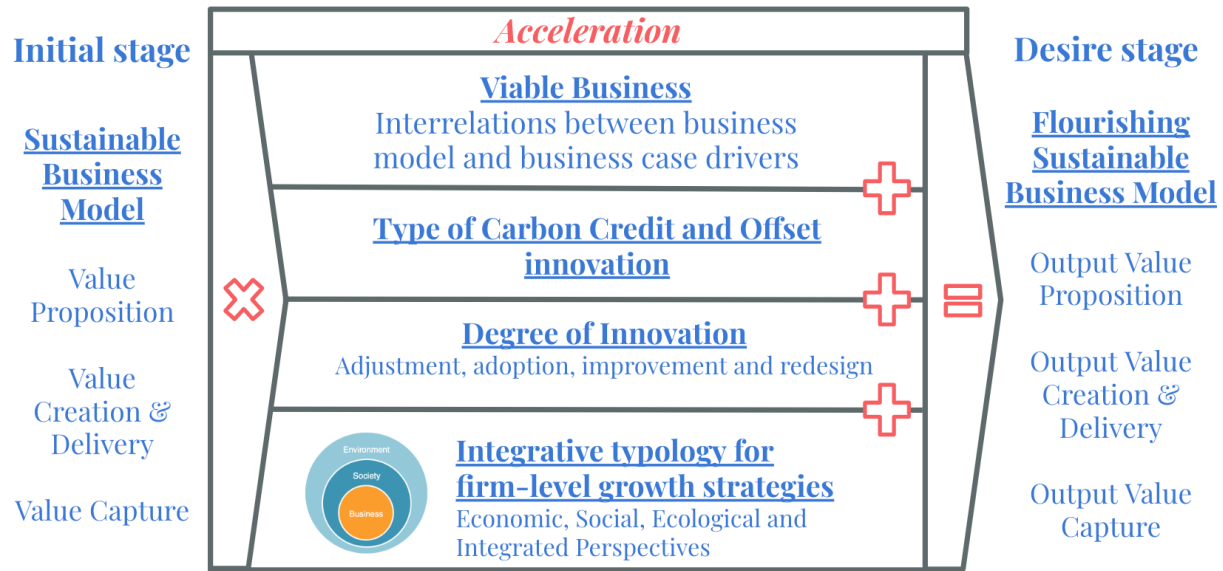 Acceleration
Initial stage
Sustainable
Business
Model
Value
Proposition
Value
Creation &
Delivery
Value Capture
Viable Business
Interrelations between business
model and business case drivers
Type of Carbon Credit and Offset
innovation
Degree of Innovation
Adjustment, adoption, improvement and redesign
Environment
Society
Business
Integrative typology for
firm-level growth strategies
Economic, Social, Ecological and
Integrated Perspectives
Desire stage
Flourishing
Sustainable
Business Model
Output Value
Proposition
Output Value
Creation &
Delivery
Output Value
Capture